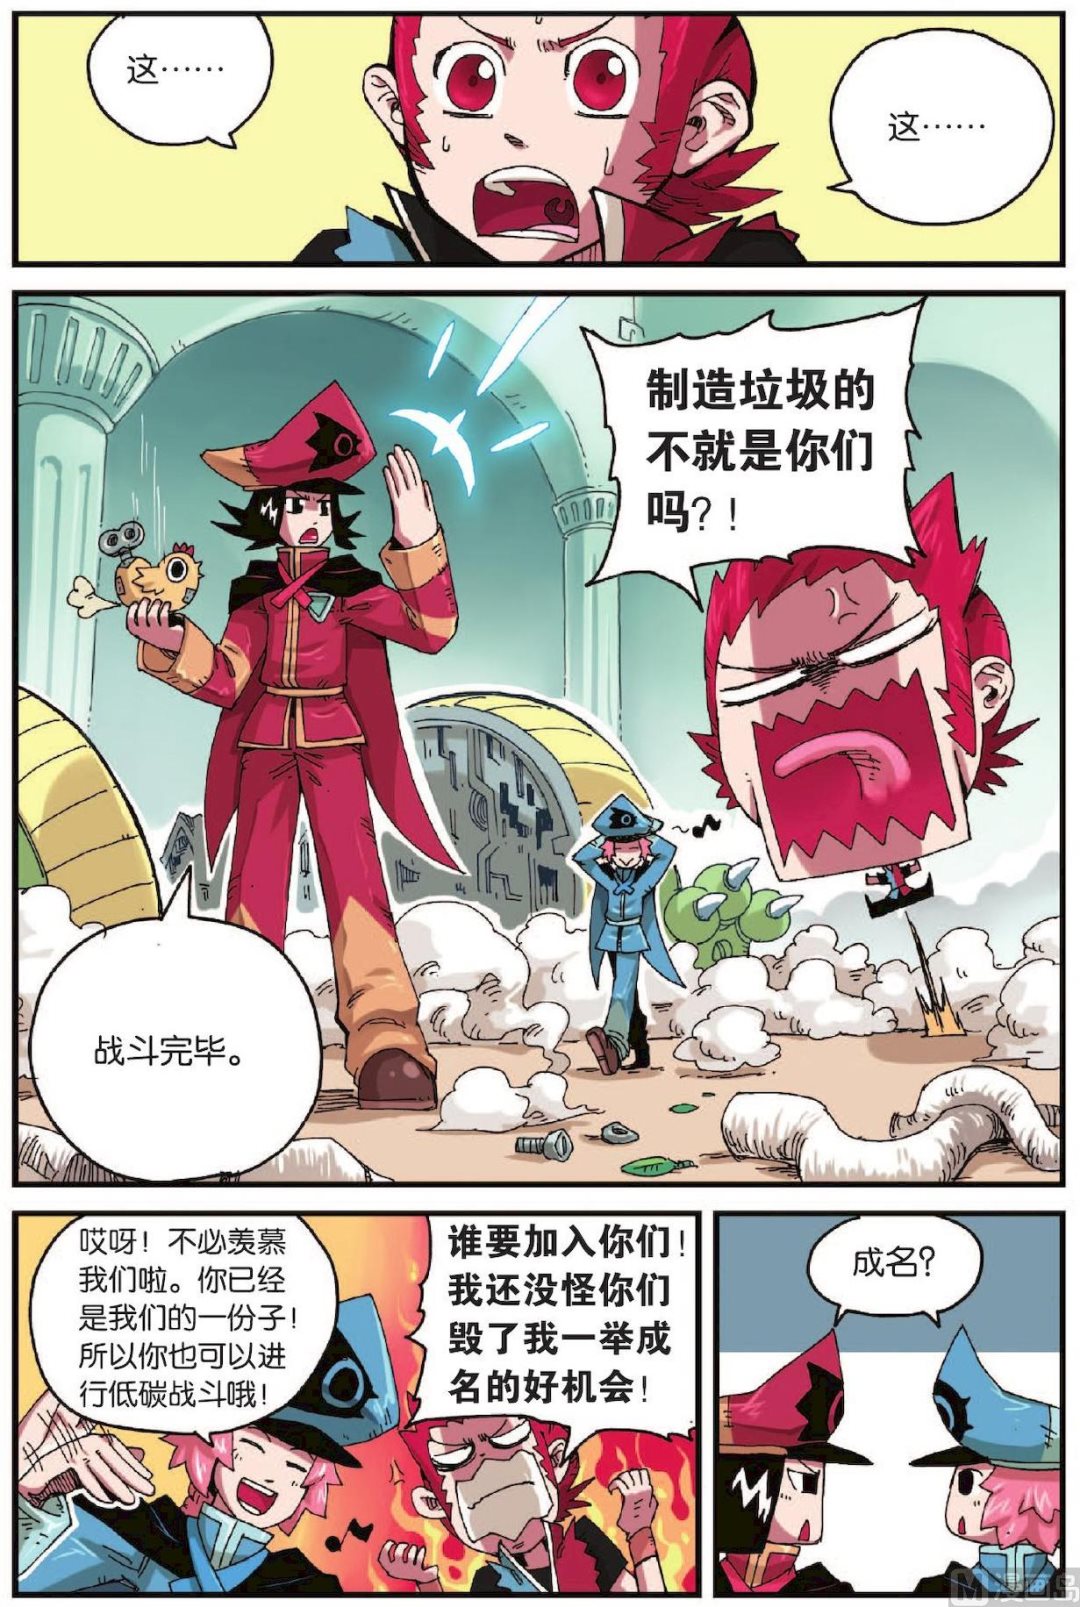 这……
这……
制造垃圾的
不就是你们
吗？！
战斗完毕。
哎呀！不必羡慕
我们啦。你已经
是我们的一份子！
所以你也可以进
行低碳战斗哦！
谁要加入你们！
我还没怪你们
毁了我一举成
名的好机会！
成名？
漫画岛